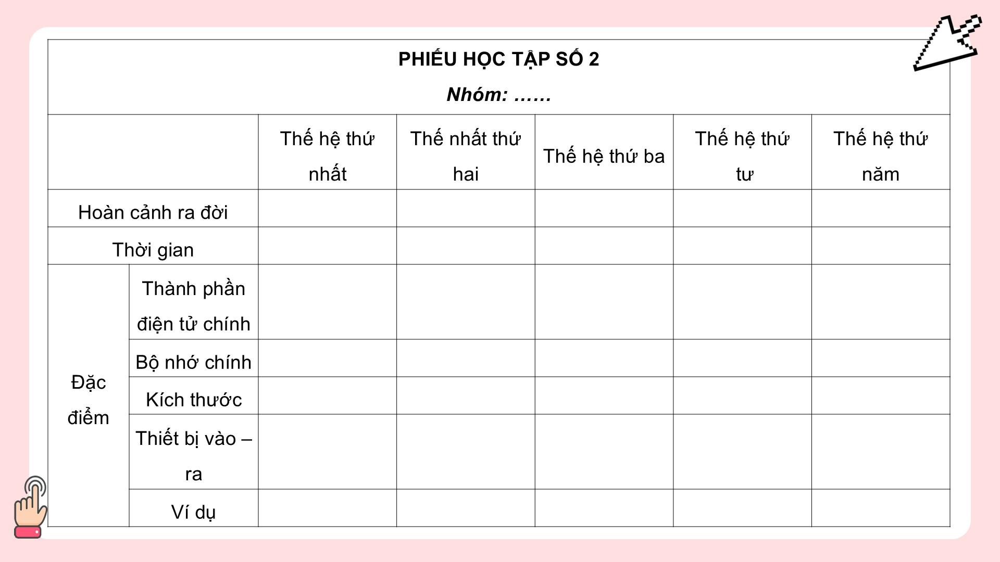 PHIẾU HỌC TẬP SỐ 2
Nhóm: ……
Thế hệ thứ
nhất
Thế nhất thứ
hai
Thế hệ thứ ba
Thế hệ thứ
tư
Thế hệ thứ
năm
Hoàn cảnh ra đời
Thời gian
Đặc
điểm
Thành phần
điện tử chính
Bộ nhớ chính
Kích thước
Thiết bị vào –
ra
Ví dụ